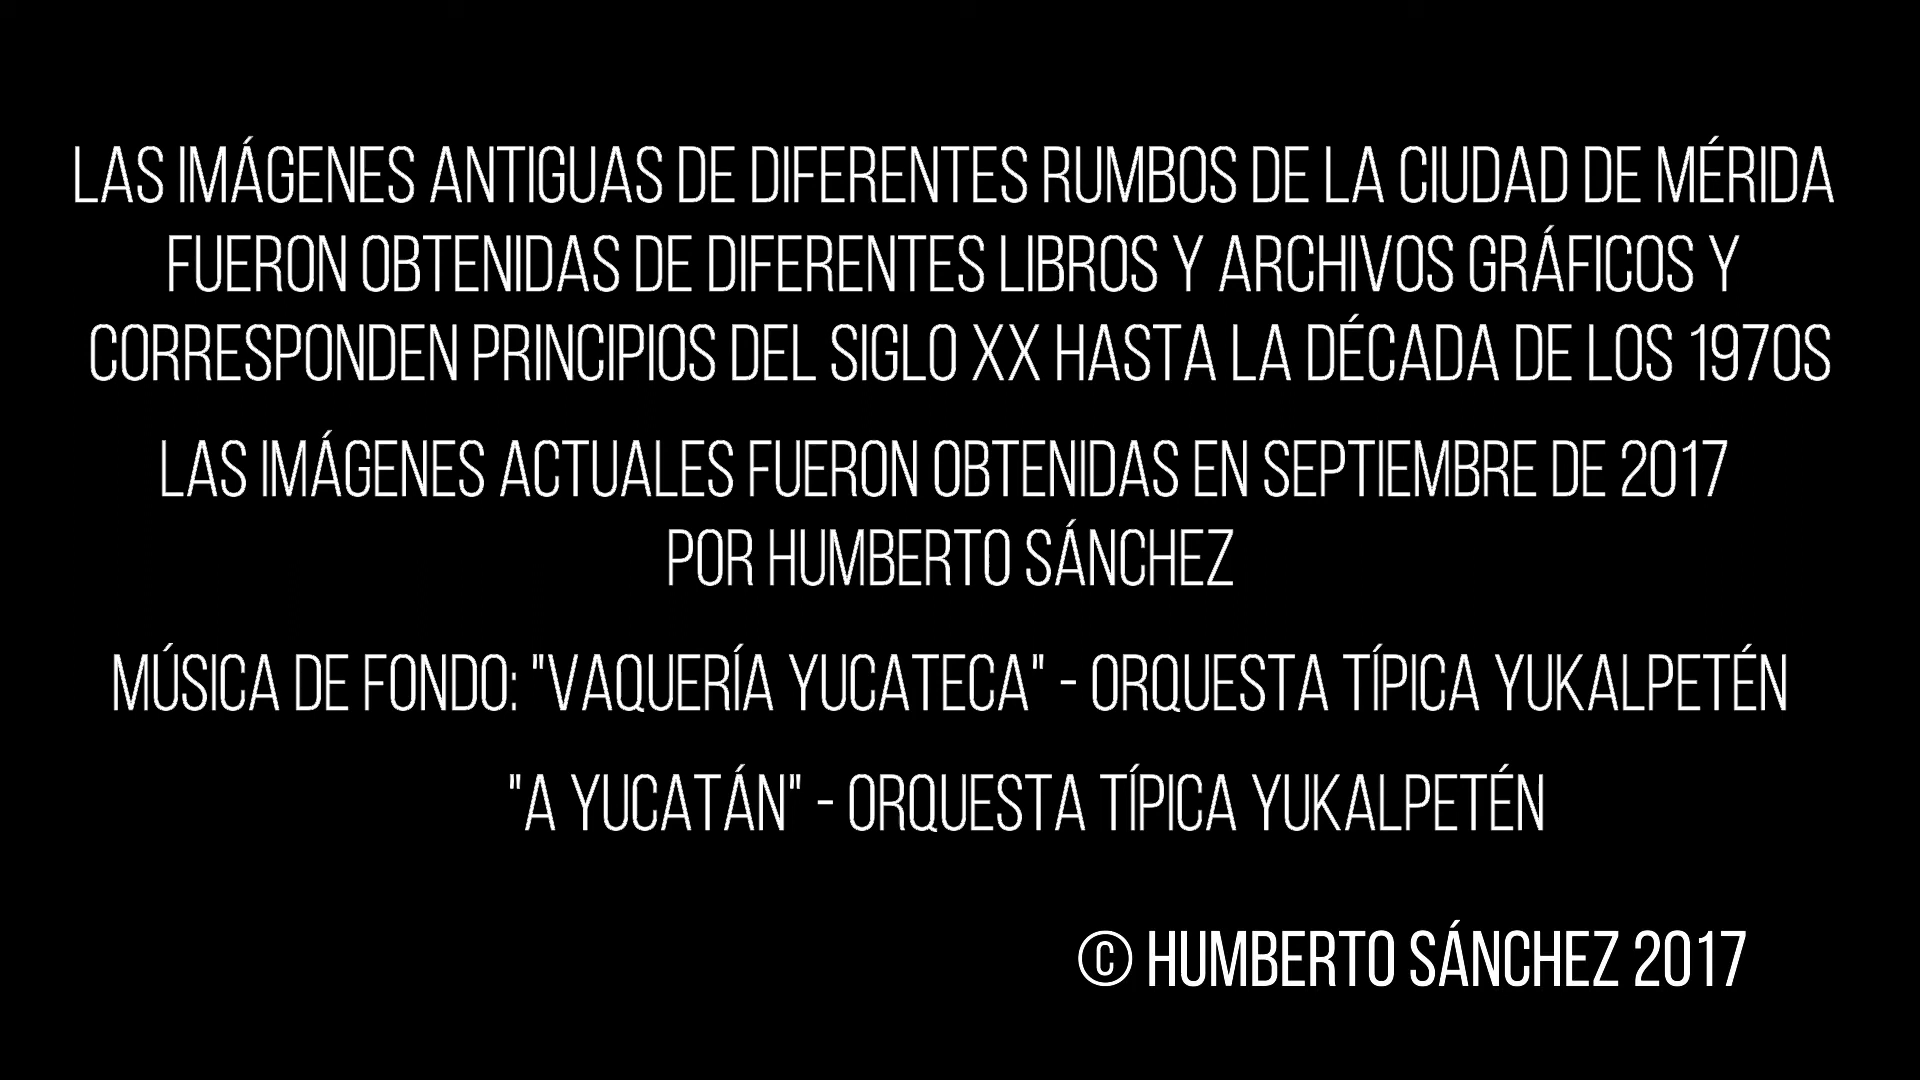 LAS IMÁGENES ANTIGUAS DE DIFERENTES RUMBOS DE LA CIUDAD DE MÉRIDA
FUERON OBTENIDAS DE DIFERENTES LIBROS Y ARCHIVOS GRÁFICOS Y
CORRESPONDEN PRINCIPIOS DEL SIGLO XX HASTA LA DÉCADA DE LOS 1970S
LAS IMÁGENES ACTUALES FUERON OBTENIDAS EN SEPTIEMBRE DE 2017
POR HUMBERTO SÁNCHEZ
MÚSICA DE FONDO: "VAQUERÍA YUCATECA" - ORQUESTA TÍPICA YUKALPETÉN
"A YUCATÁN" - ORQUESTA TÍPICA YUKALPETÉN
© HUMBERTO SÁNCHEZ 2017